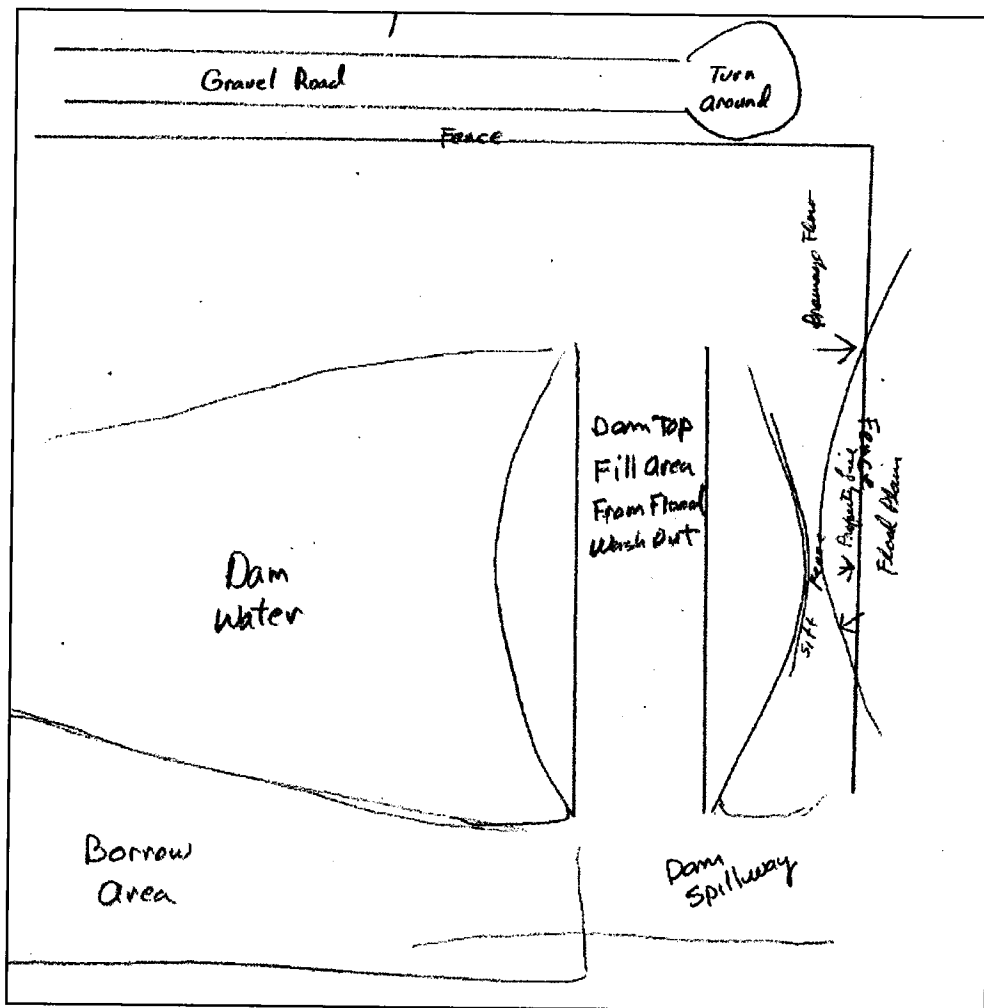 Gravel Road
Turn
around
Fence
Drainage Flow
Dam Top
Fill Area
From Flood
Wash Out
Fence
Property Line
Flood Plain
Silt Fence
Dam
Water
Borrow
Area
Dam
Spillway